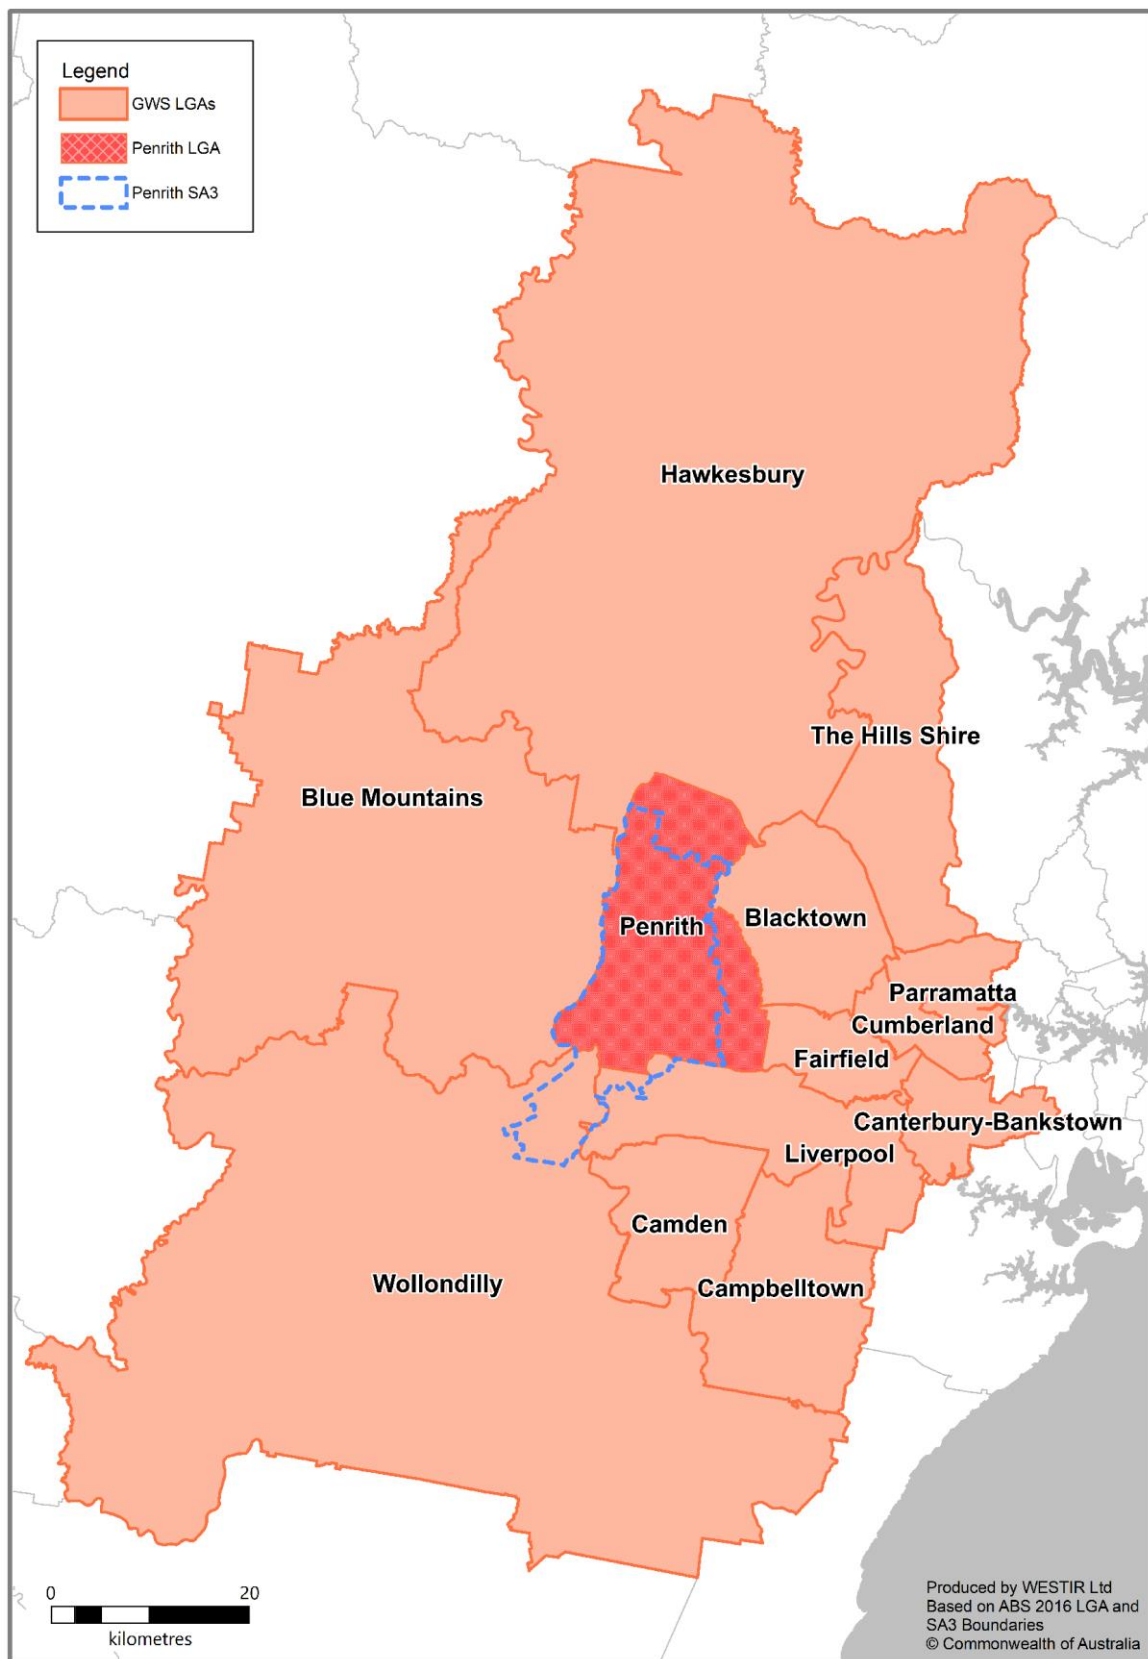 Legend
GWS LGAs
Penrith LGA
Penrith SA3
Hawkesbury
The Hills Shire
Blue Mountains
Blacktown
Penrith
Parramatta
Cumberland
Fairfield
Canterbury-Bankstown
Liverpool
Camden
Wollondilly
Campbelltown
0 20
kilometres
Produced by WESTIR Ltd
Based on ABS 2016 LGA and
SA3 Boundaries
© Commonwealth of Australia